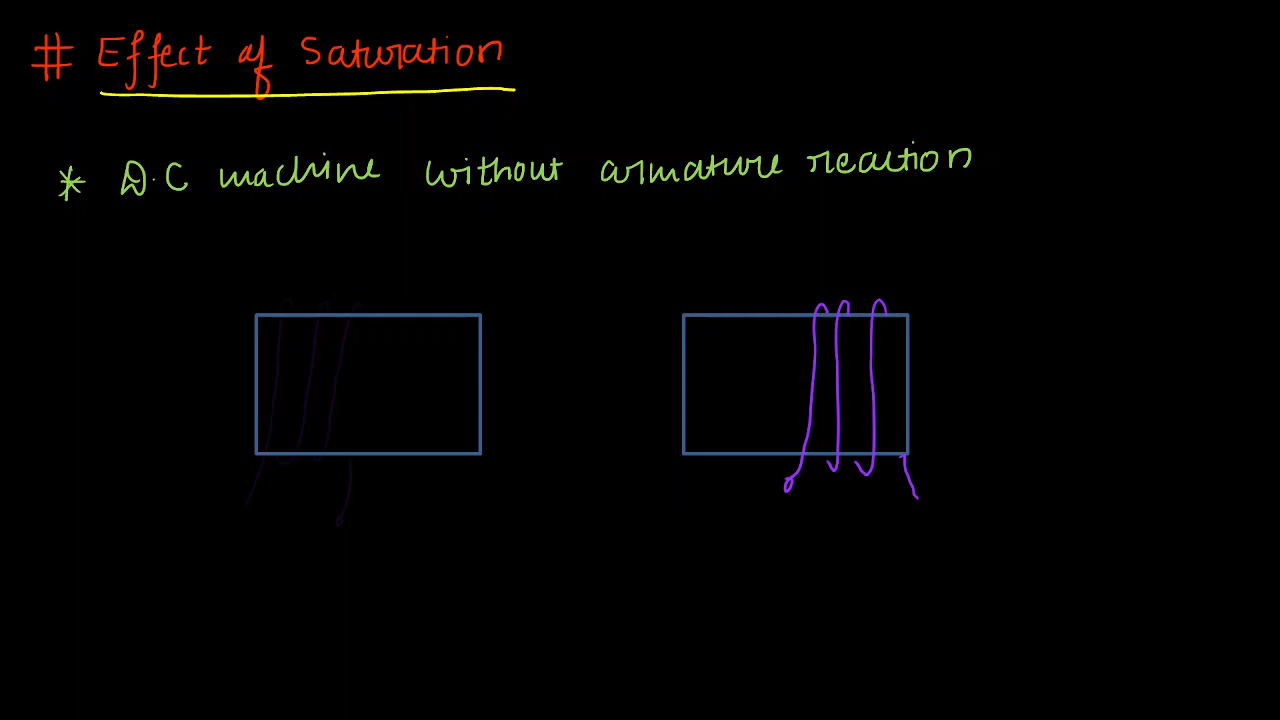 # Effect of Saturation
* D.C machine without armature reaction